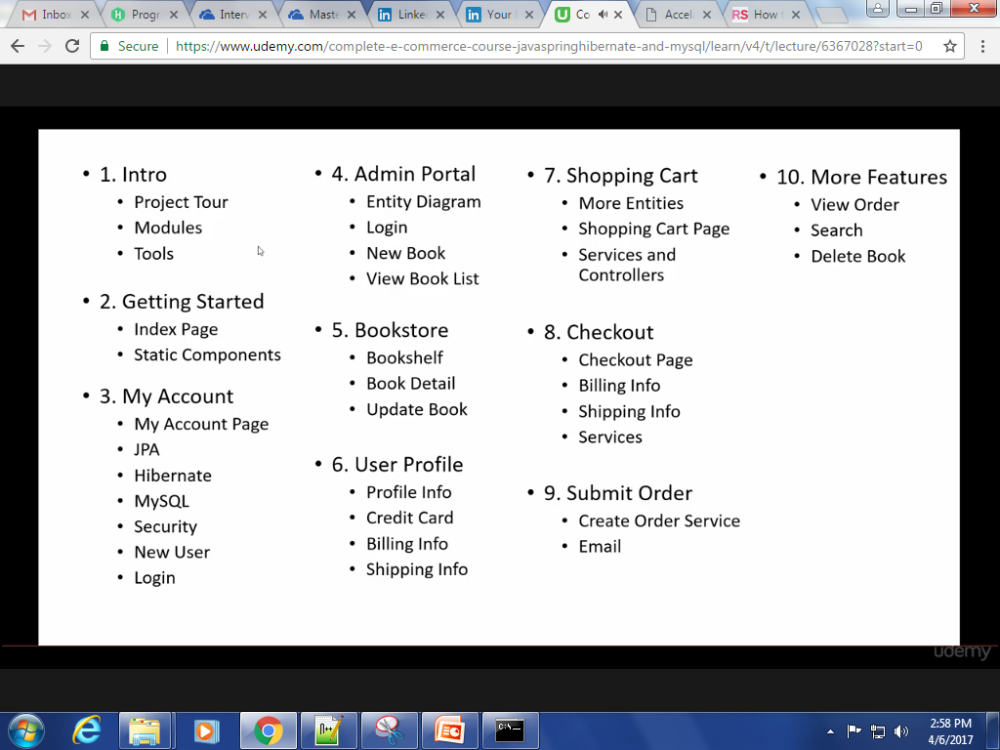 Inbox
Progr
Interv
Maste
Linke
Your
Co
Accela
RS How t
Secure
https://www.udemy.com/complete-e-commerce-course-javaspringhibernate-and-mysql/learn/v4/t/lecture/6367028?start=0
• 1. Intro
• Project Tour
• Modules
• Tools
• 2. Getting Started
• Index Page
• Static Components
• 3. My Account
• My Account Page
• JPA
• Hibernate
• MySQL
• Security
• New User
• Login
• 4. Admin Portal
• Entity Diagram
• Login
• New Book
• View Book List
• 5. Bookstore
• Bookshelf
• Book Detail
• Update Book
• 6. User Profile
• Profile Info
• Credit Card
• Billing Info
• Shipping Info
• 7. Shopping Cart
• More Entities
• Shopping Cart Page
• Services and
Controllers
• 8. Checkout
• Checkout Page
• Billing Info
• Shipping Info
• Services
• 9. Submit Order
• Create Order Service
• Email
• 10. More Features
• View Order
• Search
• Delete Book
udemy
2:58 PM
4/6/2017